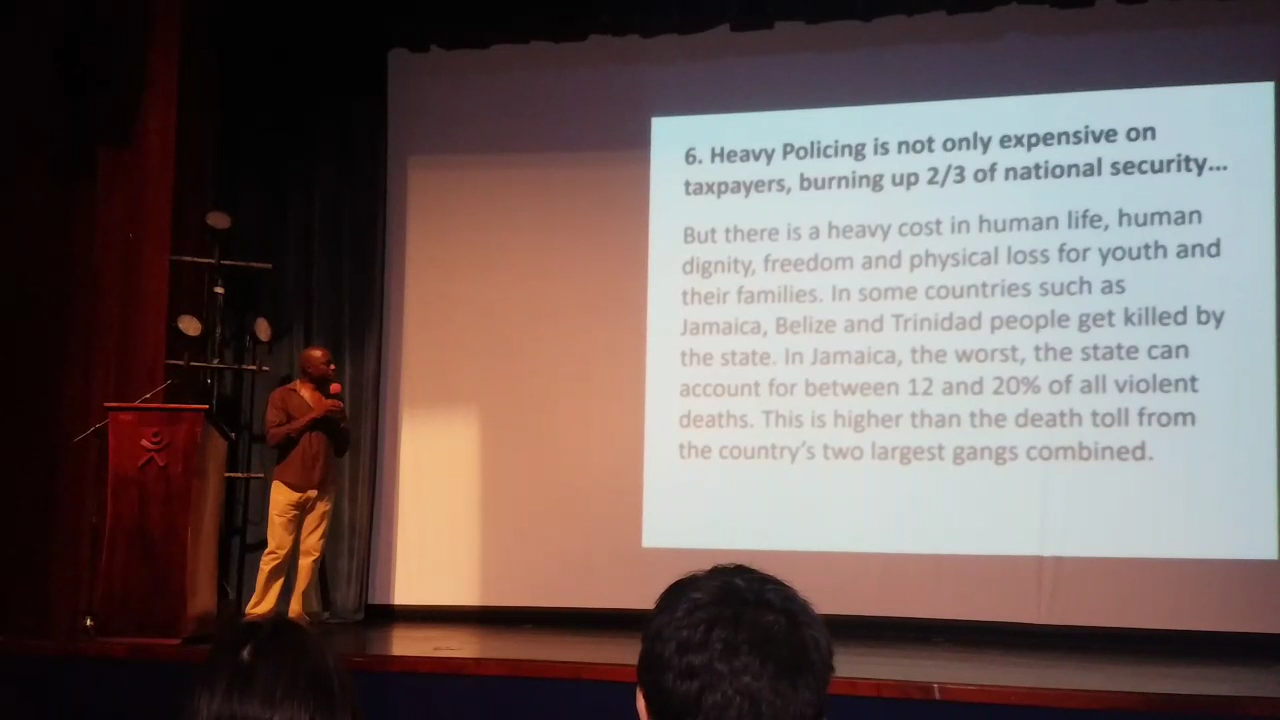 6. Heavy Policing is not only expensive on
taxpayers, burning up 2/3 of national security...
But there is a heavy cost in human life, human
dignity, freedom and physical loss for youth and
their families. In some countries such as
Jamaica, Belize and Trinidad people get killed by
the state. In Jamaica, the worst, the state can
account for between 12 and 20% of all violent
deaths. This is higher than the death toll from
the country's two largest gangs combined.